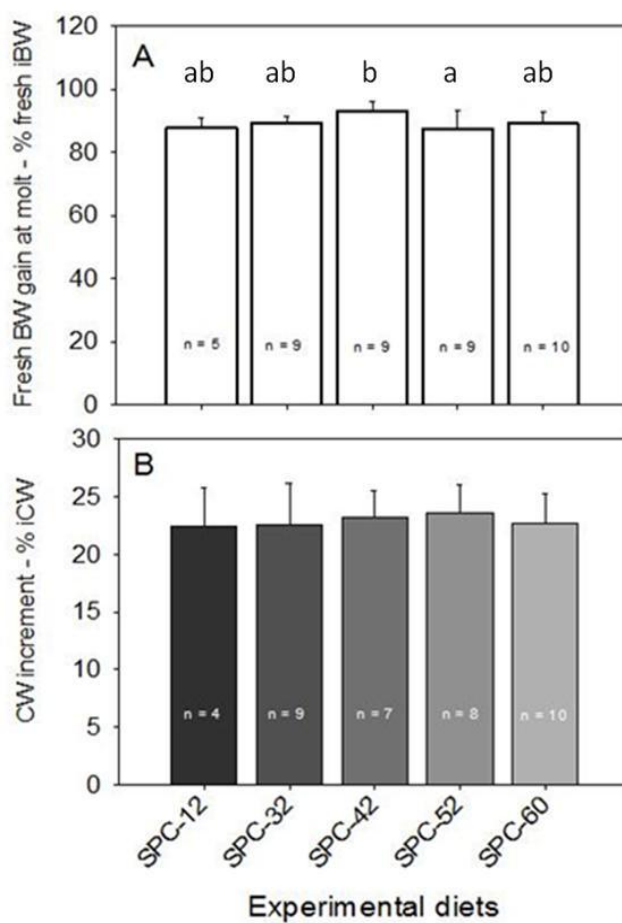 Fresh BW gain at molt - % fresh iBW
120
100
80
60
40
20
0
A
ab ab b a ab
n = 5 n = 9 n = 9 n = 9 n = 10
CW increment - % iCW
30
25
20
15
10
5
0
B
n = 4 n = 9 n = 7 n = 8 n = 10
SPC-12 SPC-32 SPC-42 SPC-52 SPC-60
Experimental diets